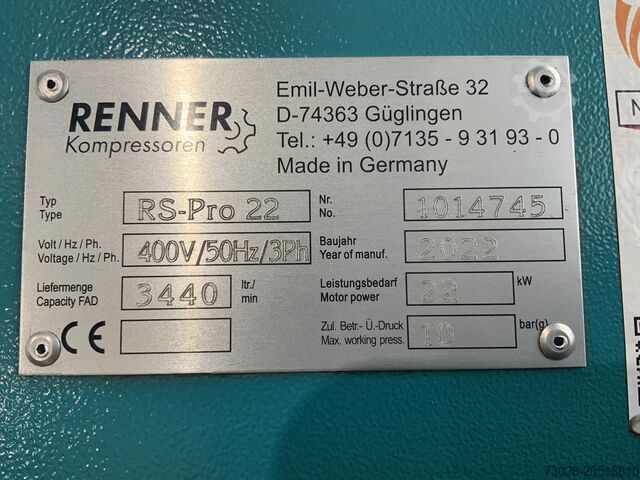 RENNER
Kompressoren
Emil-Weber-Straße 32
D-74363 Güglingen
Tel.: +49 (0)7135 - 9 31 93 - 0
Made in Germany
Typ
Type
RS-Pro 22
Nr.
No.
1014745
Volt / Hz / Ph.
Voltage / Hz / Ph.
400V/50Hz/3Ph
Baujahr
Year of manuf.
2022
Liefermenge
Capacity FAD
3440
ltr./
min
Leistungsbedarf
Motor power
22
kW
CE
Zul. Betr.- Ü.-Druck
Max. working press.
10
bar(g)